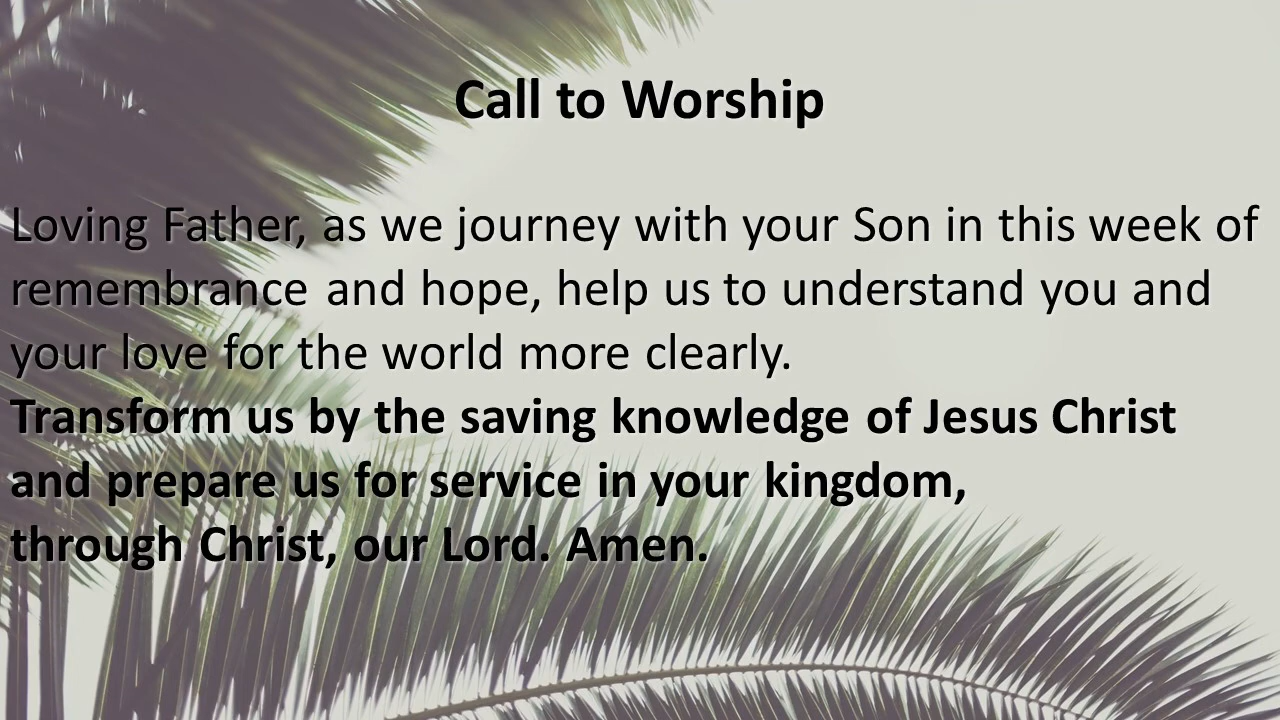 Call to Worship
Loving Father, as we journey with your Son in this week of
remembrance and hope, help us to understand you and
your love for the world more clearly.
Transform us by the saving knowledge of Jesus Christ
and prepare us for service in your kingdom,
through Christ, our Lord. Amen.